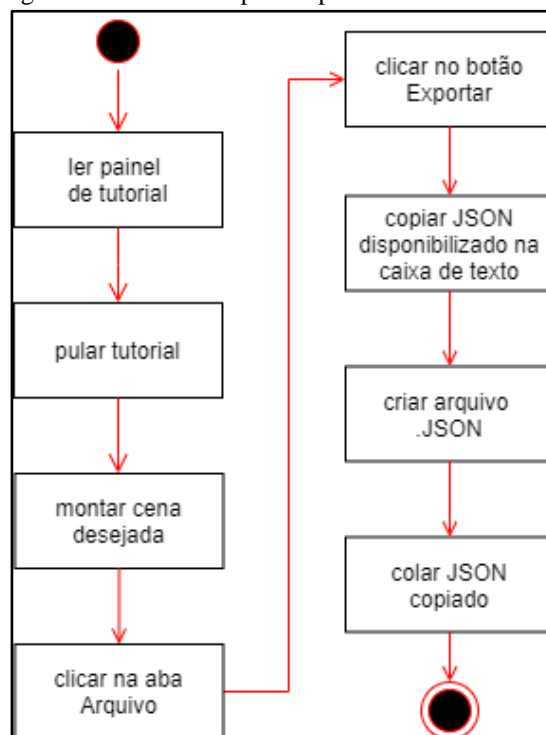 ler painel
de tutorial
pular tutorial
montar cena
desejada
clicar na aba
Arquivo
clicar no botão
Exportar
copiar JSON
disponibilizado na
caixa de texto
criar arquivo
.JSON
colar JSON
copiado